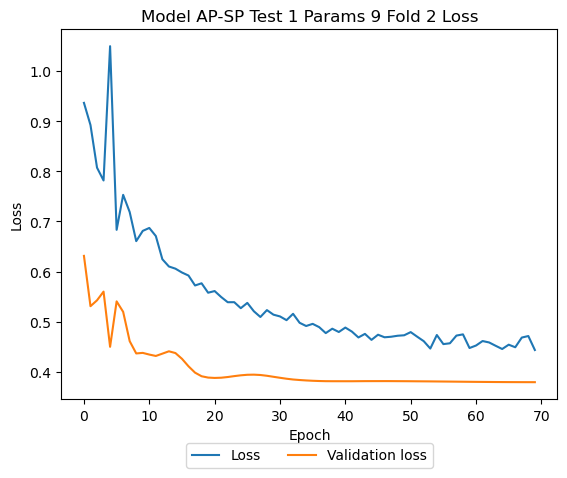 Model AP-SP Test 1 Params 9 Fold 2 Loss
1.0
0.9
0.8
0.7
0.6
0.5
0.4
Loss
0 10 20 30 40 50 60 70
Epoch
Loss Validation loss